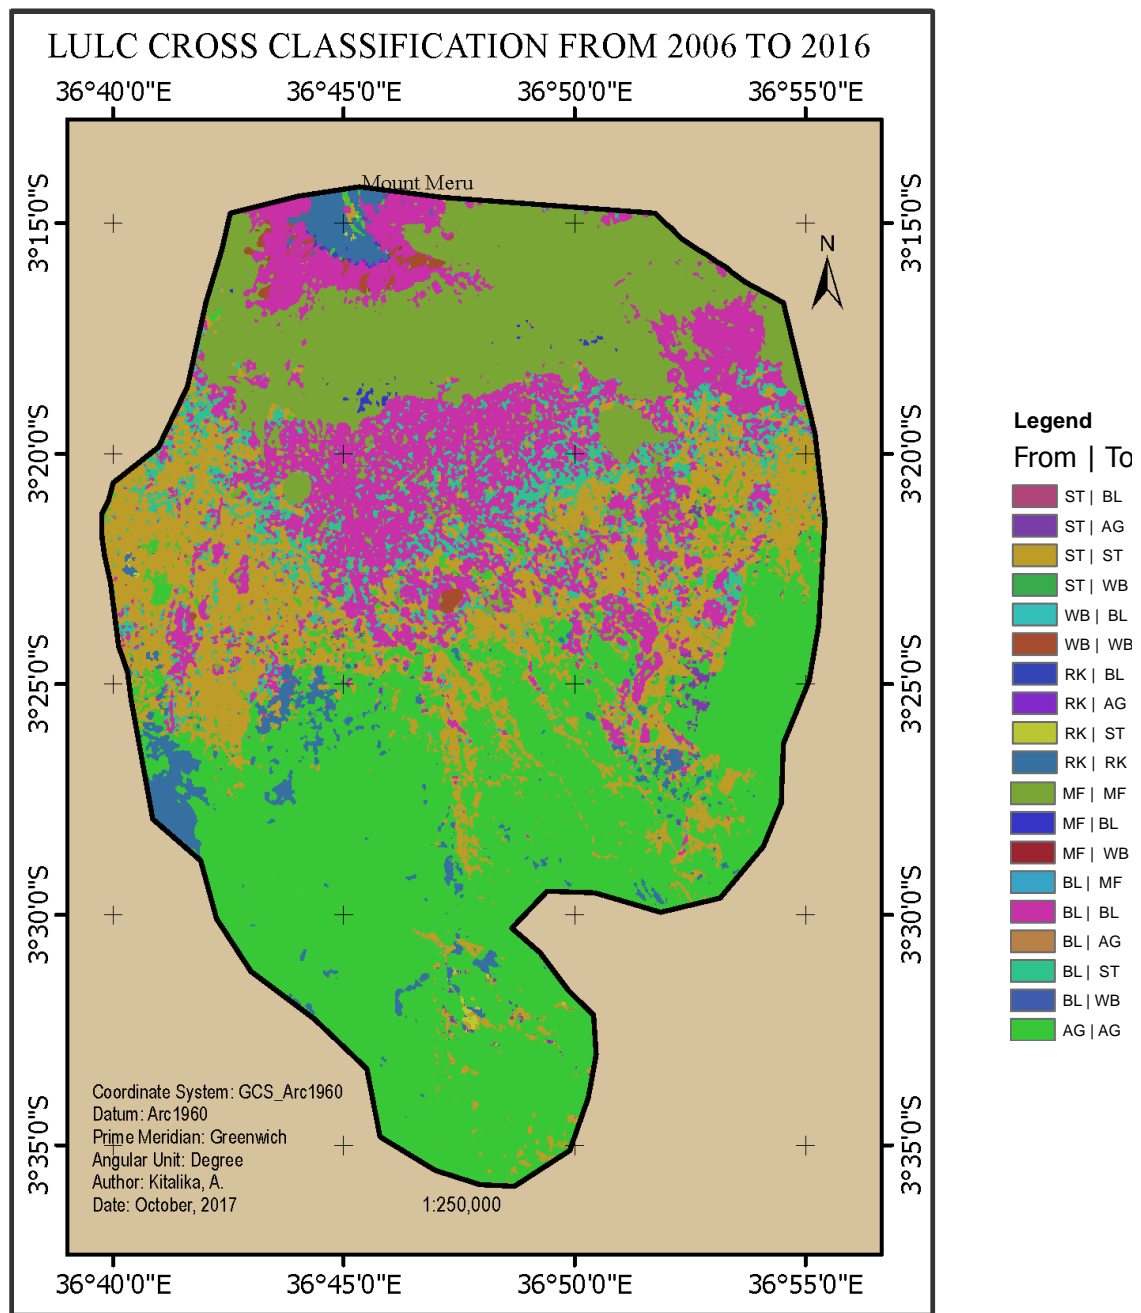 LULC CROSS CLASSIFICATION FROM 2006 TO 2016
36°40'0"E 36°45'0"E 36°50'0"E 36°55'0"E
Mount Meru
3°15'0"S 3°15'0"S
N
3°20'0"S 3°20'0"S
3°25'0"S 3°25'0"S
3°30'0"S 3°30'0"S
3°35'0"S 3°35'0"S
Coordinate System: GCS_Arc1960
Datum: Arc1960
Prime Meridian: Greenwich
Angular Unit: Degree
Author: Kitalika, A.
Date: October, 2017
1:250,000
36°40'0"E 36°45'0"E 36°50'0"E 36°55'0"E
Legend
From | To
ST | BL
ST | AG
ST | ST
ST | WB
WB | BL
WB | WB
RK | BL
RK | AG
RK | ST
RK | RK
MF | MF
MF | BL
MF | WB
BL | MF
BL | BL
BL | AG
BL | ST
BL | WB
AG | AG